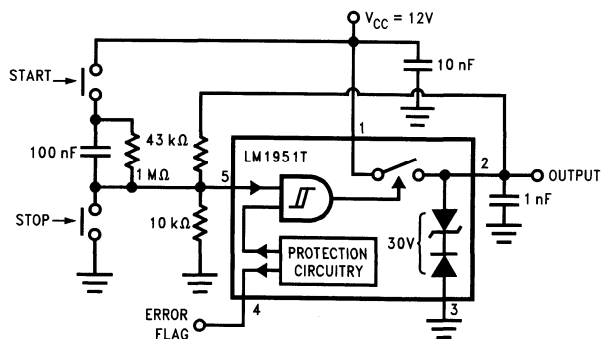 V_CC = 12V
START
10 nF
1
43 kΩ
LM1951T
100 nF
1 MΩ
5
2
OUTPUT
STOP
10 kΩ
1 nF
30V
PROTECTION
CIRCUITRY
4
3
ERROR
FLAG